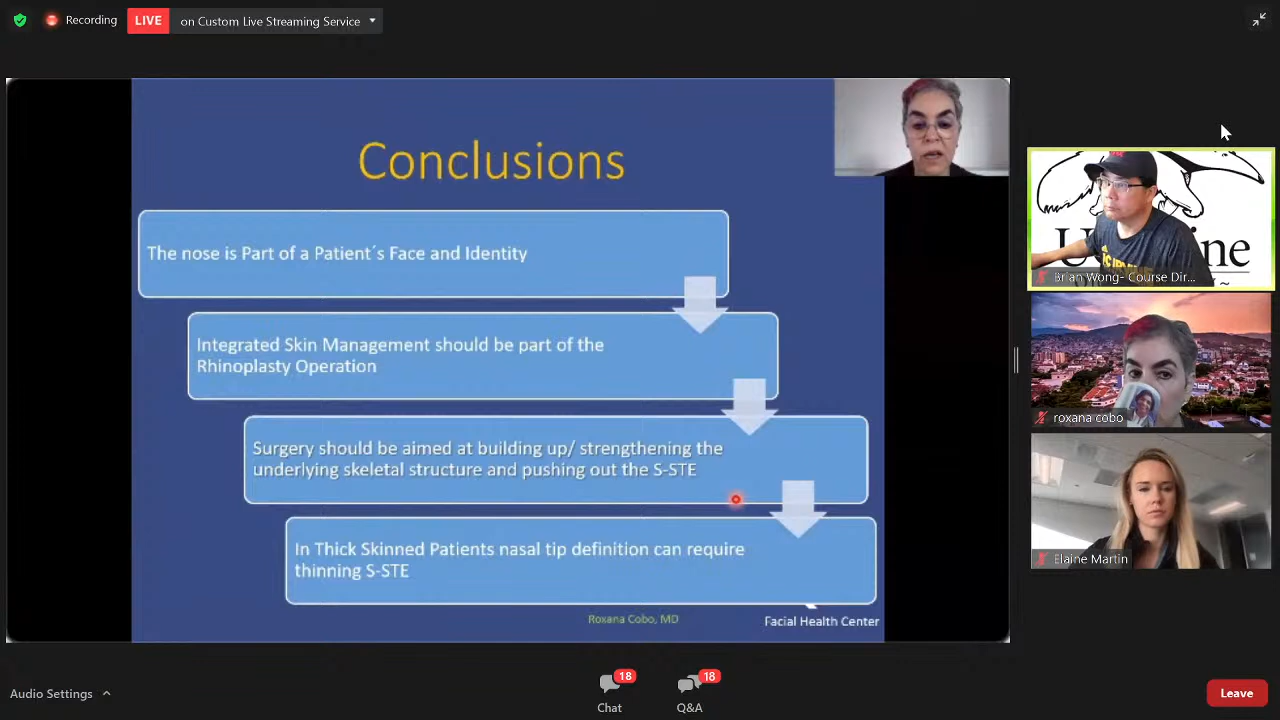 Recording
LIVE
on Custom Live Streaming Service
Conclusions
The nose is Part of a Patient´s Face and Identity
Integrated Skin Management should be part of the
Rhinoplasty Operation
Surgery should be aimed at building up/ strengthening the
underlying skeletal structure and pushing out the S-STE
In Thick Skinned Patients nasal tip definition can require
thinning S-STE
Roxana Cobo, MD
Facial Health Center
Brian Wong- Course Dir...
roxana cobo
Elaine Martin
Audio Settings
18
Chat
18
Q&A
Leave